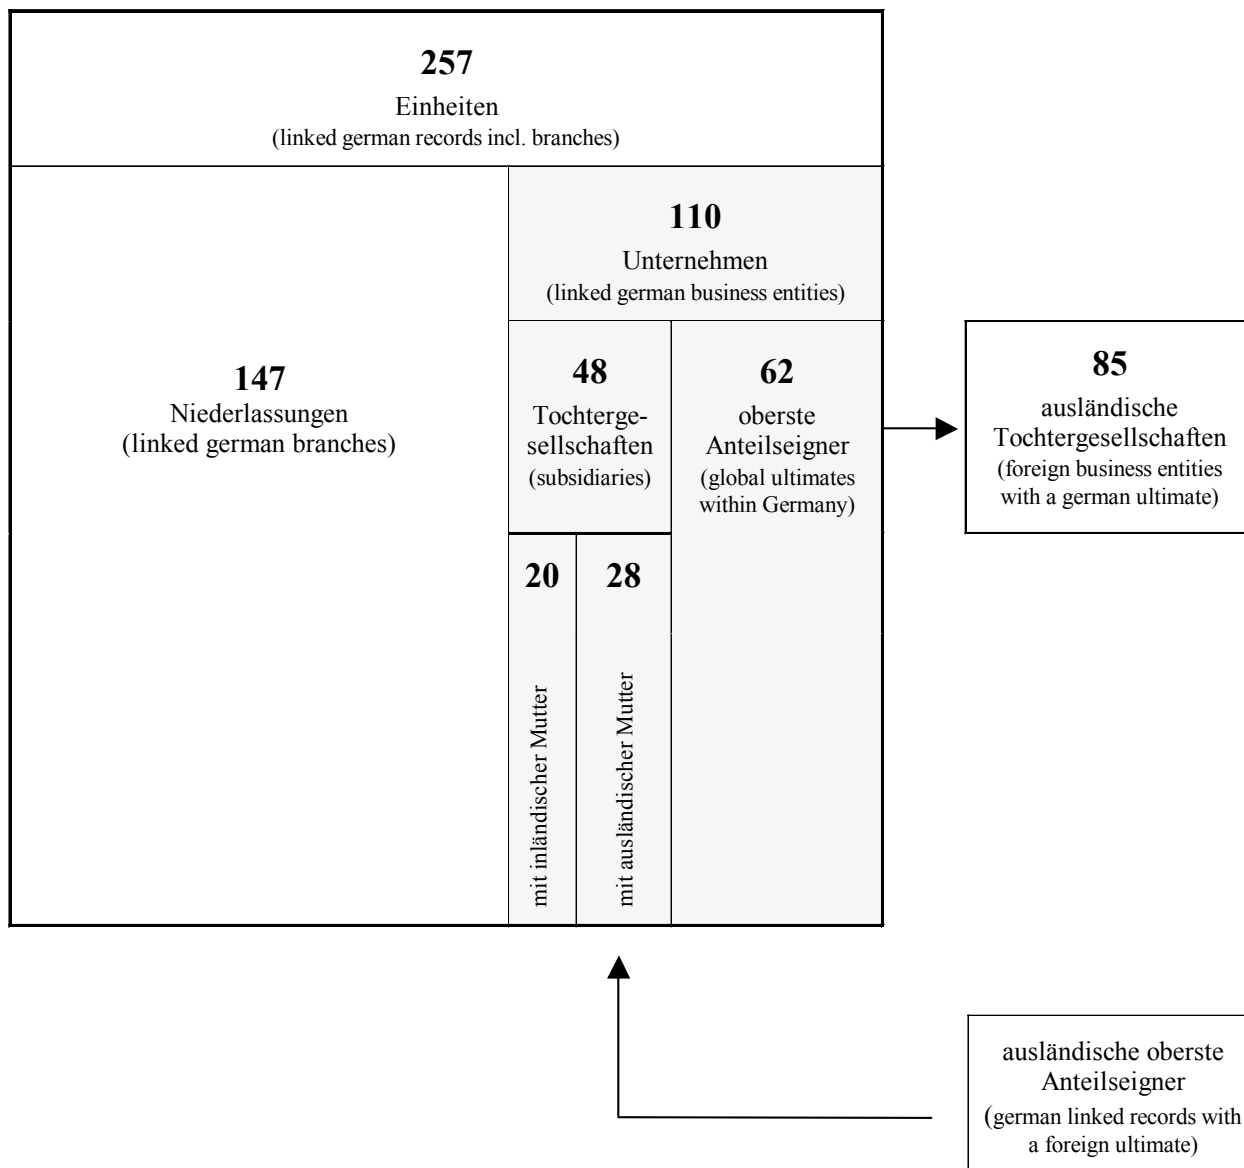 257
Einheiten
(linked german records incl. branches)
110
Unternehmen
(linked german business entities)
147
Niederlassungen
(linked german branches)
48
Tochterge-
sellschaften
(subsidiaries)
62
oberste
Anteilseigner
(global ultimates
within Germany)
85
ausländische
Tochtergesellschaften
(foreign business entities
with a german ultimate)
20
mit inländischer Mutter
28
mit ausländischer Mutter
ausländische oberste
Anteilseigner
(german linked records with
a foreign ultimate)